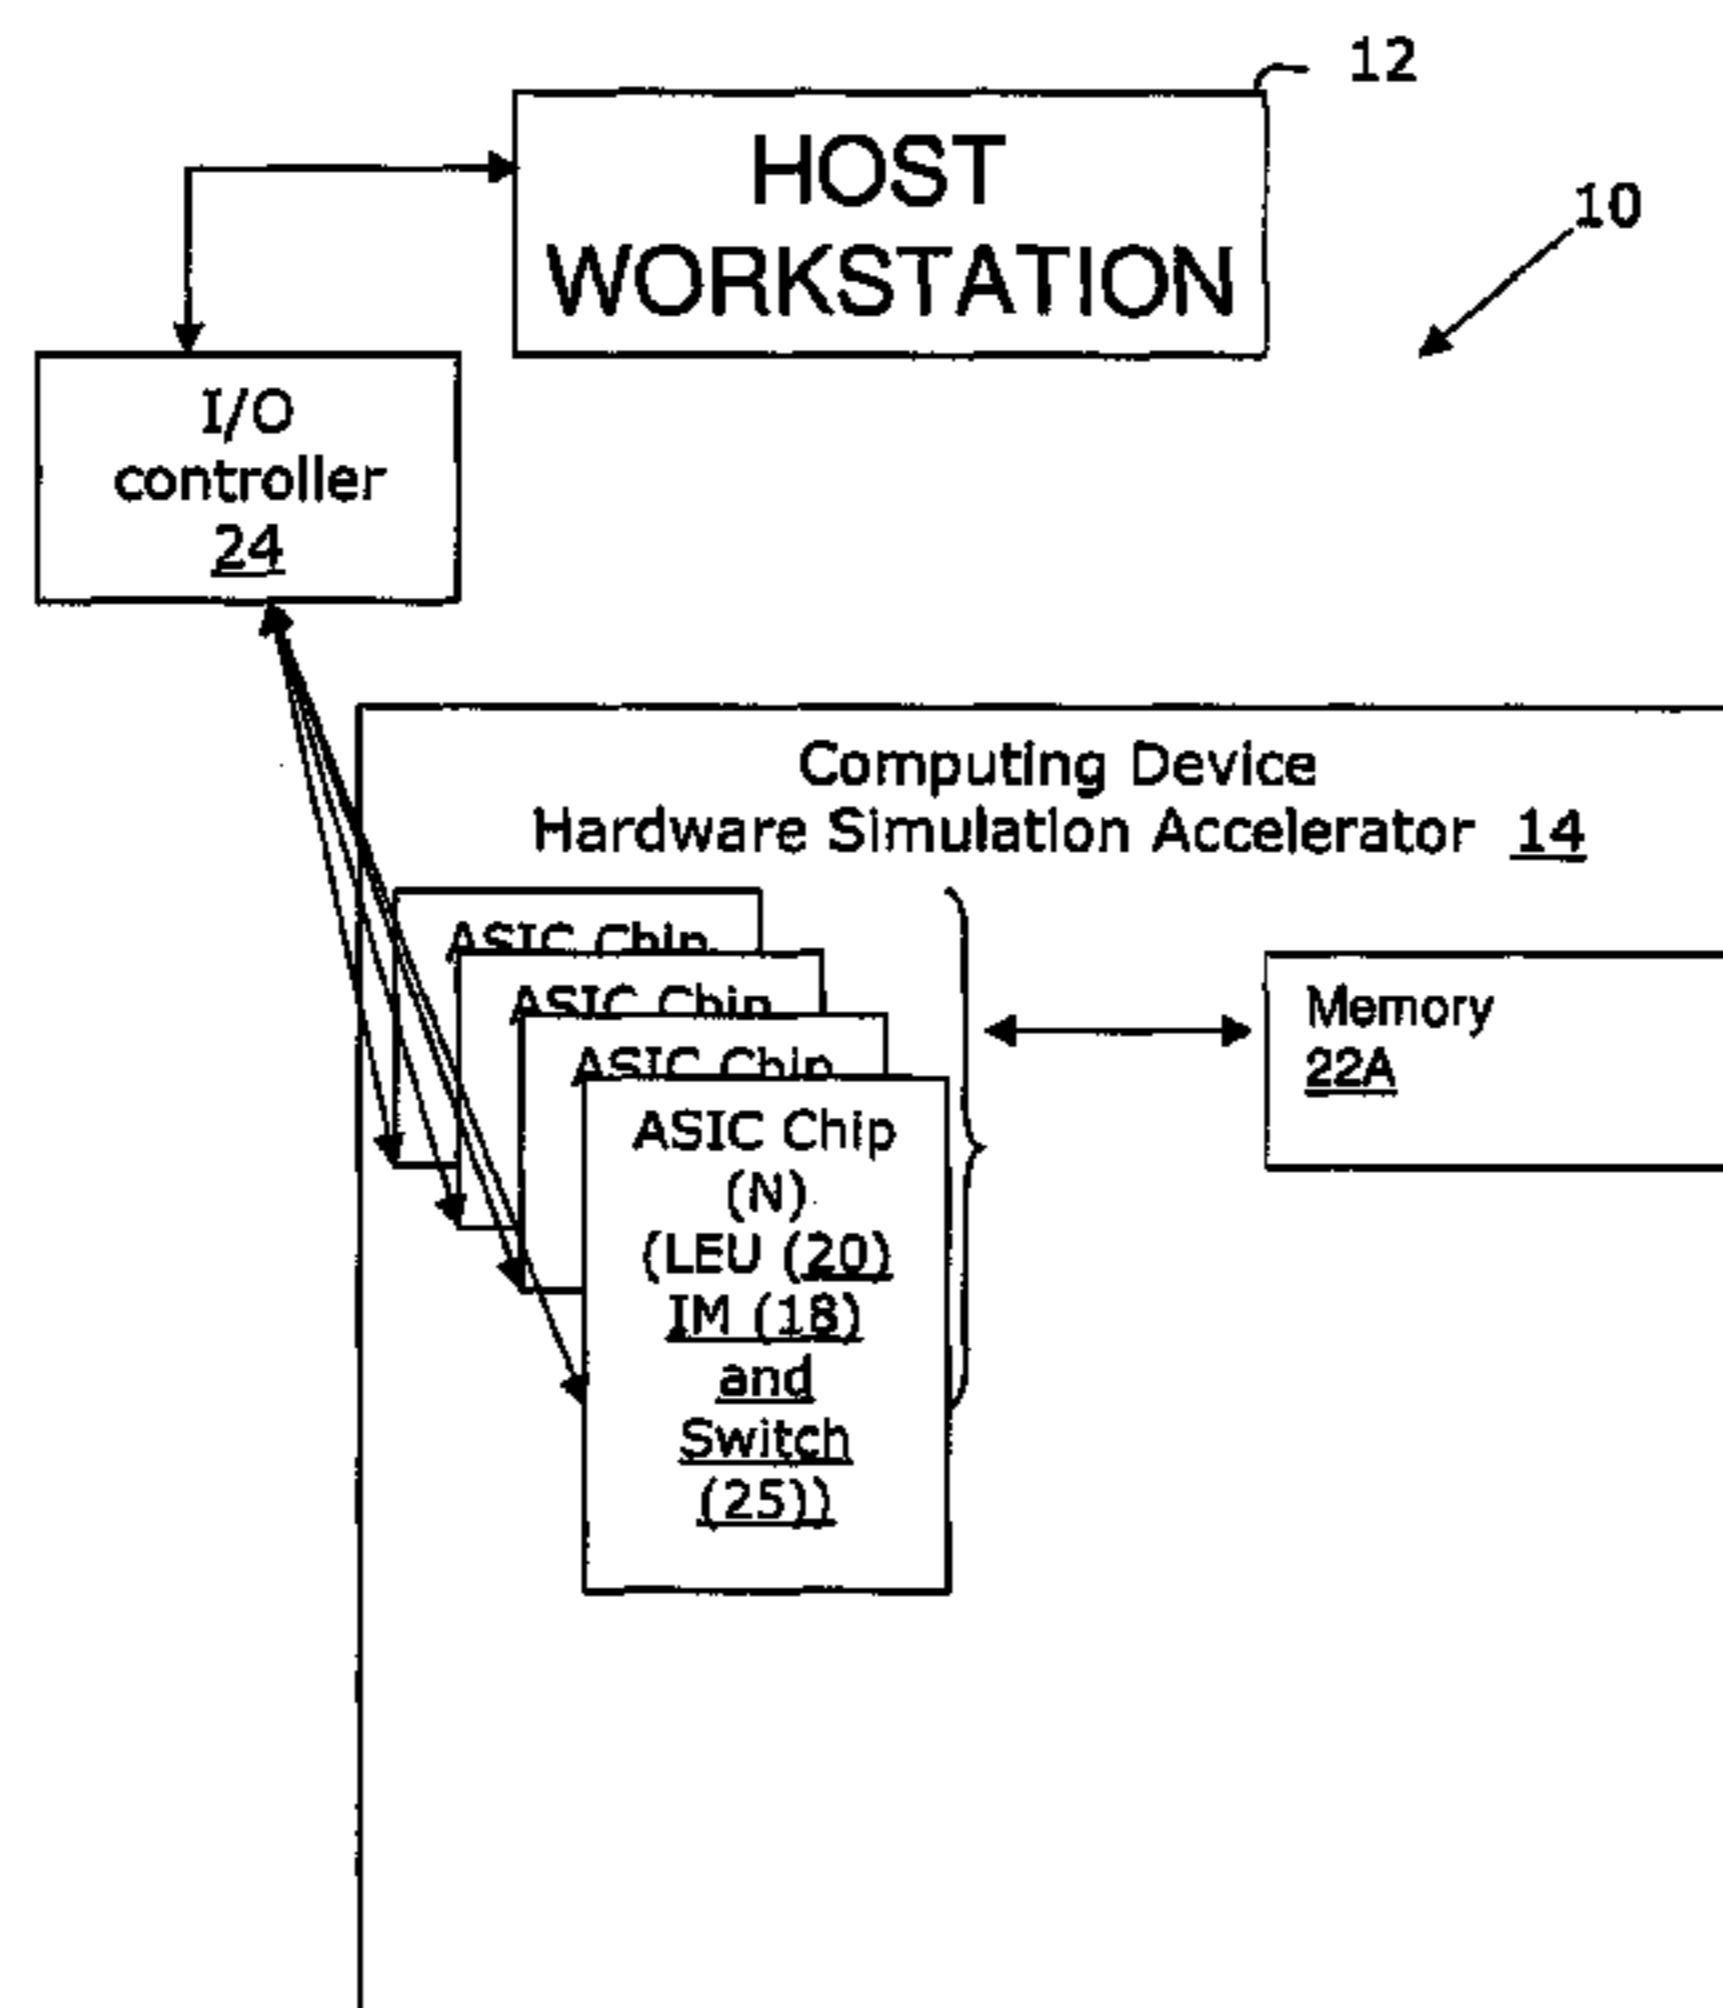 12
HOST
WORKSTATION
10
I/O
controller
24
Computing Device
Hardware Simulation Accelerator 14
ASIC Chip
ASIC Chip
ASIC Chip
Memory
22A
ASIC Chip
(N)
(LEU (20)
IM (18)
and
Switch
(25))